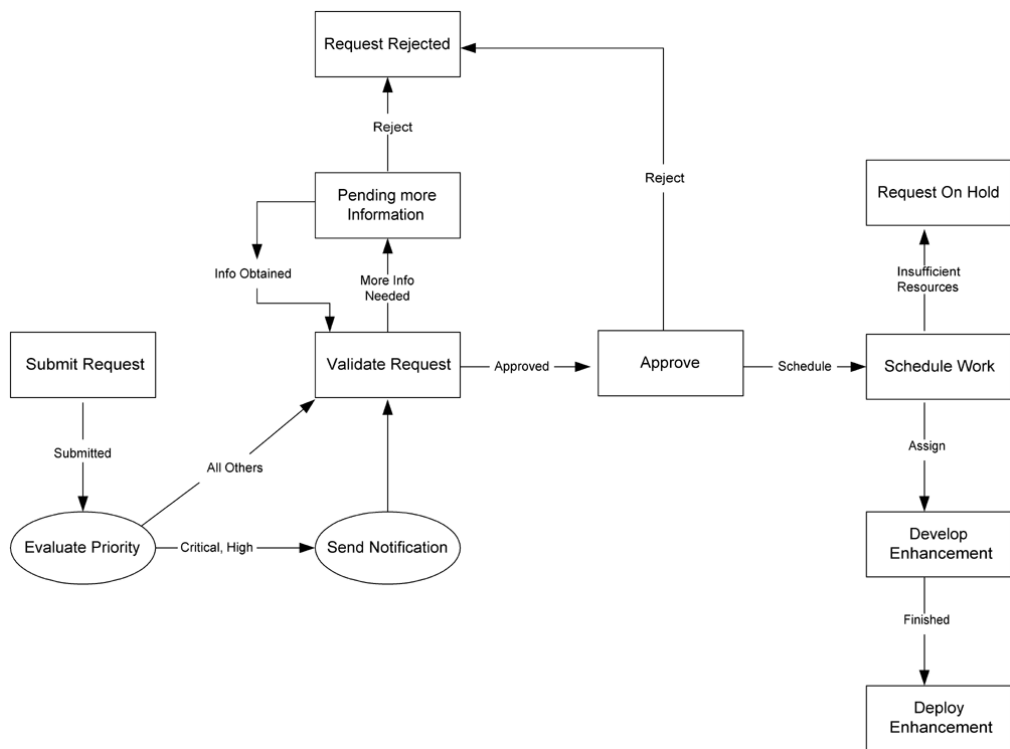 Request Rejected
Reject
Pending more
Information
Reject
Request On Hold
Info Obtained
More Info
Needed
Insufficient
Resources
Submit Request
Validate Request
Approved
Approve
Schedule
Schedule Work
Submitted
All Others
Assign
Evaluate Priority
Critical, High
Send Notification
Develop
Enhancement
Finished
Deploy
Enhancement